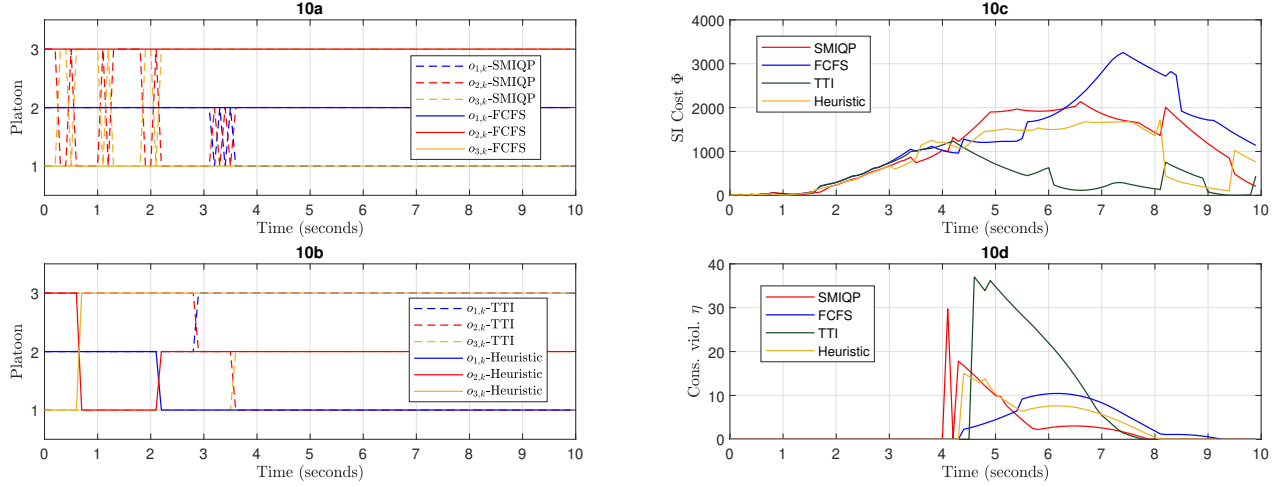 10a
Platoon
3
2
1
o1,k-SMIQP
o2,k-SMIQP
o3,k-SMIQP
o1,k-FCFS
o2,k-FCFS
o3,k-FCFS
0 1 2 3 4 5 6 7 8 9 10
Time (seconds)
10c
SI Cost Φ
4000
3000
2000
1000
0
SMIQP
FCFS
TTI
Heuristic
0 1 2 3 4 5 6 7 8 9 10
Time (seconds)
10b
Platoon
3
2
1
o1,k-TTI
o2,k-TTI
o3,k-TTI
o1,k-Heuristic
o2,k-Heuristic
o3,k-Heuristic
0 1 2 3 4 5 6 7 8 9 10
Time (seconds)
10d
Cons. viol. η
40
30
20
10
0
SMIQP
FCFS
TTI
Heuristic
0 1 2 3 4 5 6 7 8 9 10
Time (seconds)